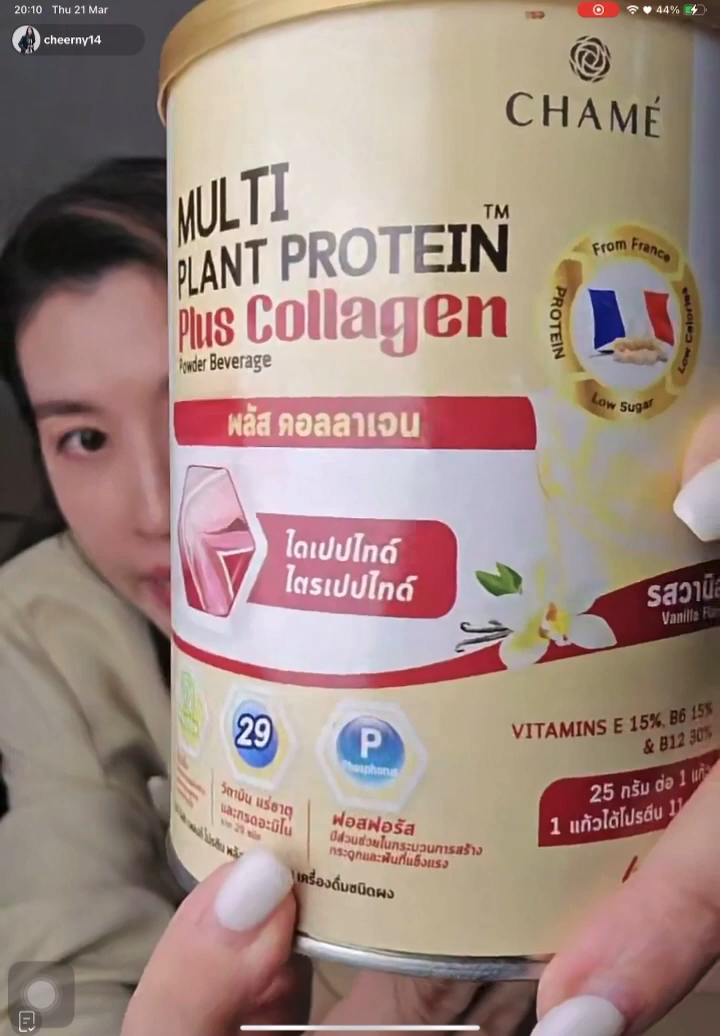 20:10 Thu 21 Mar
44%
cheerny14
CHAMÉ
MULTI
PLANT PROTEIN™
Plus Collagen
Powder Beverage
From France
PROTEIN
Low Calories
Low Sugar
พลัส คอลลาเจน
ไดเปปไทด์
ไตรเปปไทด์
รสวานิล
Vanilla
29
P
Phosphorus
VITAMINS E 15%, B6 15%
& B12 30%
วิตามิน แร่ธาตุ
และกรดอะมิโน
ฟอสฟอรัส
มีส่วนช่วยในกระบวนการสร้าง
กระดูกและฟันที่แข็งแรง
25 กรัม ต่อ 1 แก้ว
1 แก้วได้โปรตีน 11
เครื่องดื่มชนิดผง